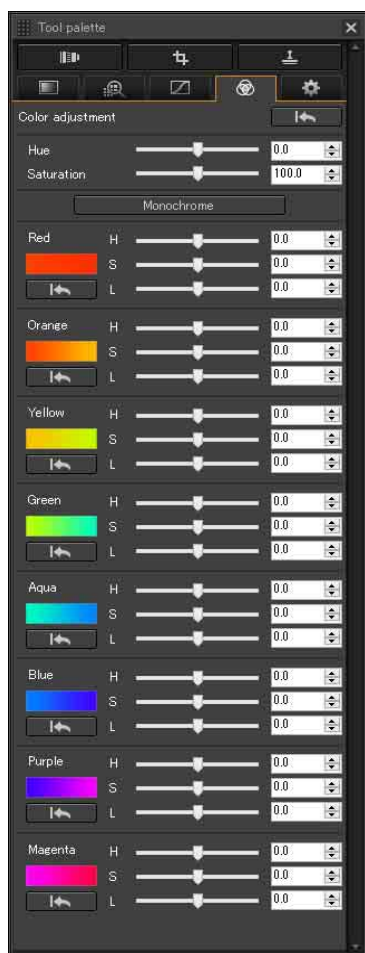 Tool palette
Color adjustment
Hue 0.0
Saturation 100.0
Monochrome
Red H 0.0
S 0.0
L 0.0
Orange H 0.0
S 0.0
L 0.0
Yellow H 0.0
S 0.0
L 0.0
Green H 0.0
S 0.0
L 0.0
Aqua H 0.0
S 0.0
L 0.0
Blue H 0.0
S 0.0
L 0.0
Purple H 0.0
S 0.0
L 0.0
Magenta H 0.0
S 0.0
L 0.0